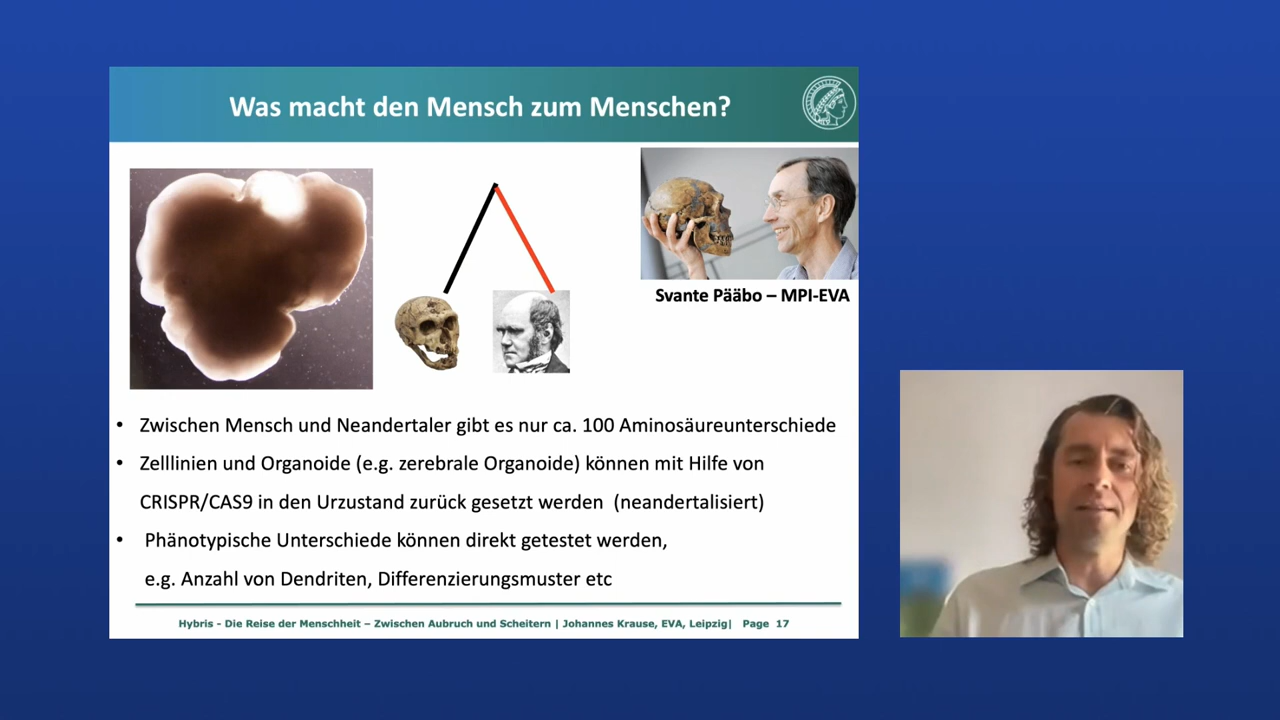 Was macht den Mensch zum Menschen?
Svante Pääbo – MPI-EVA
• Zwischen Mensch und Neandertaler gibt es nur ca. 100 Aminosäureunterschiede
• Zelllinien und Organoide (e.g. zerebrale Organoide) können mit Hilfe von
CRISPR/CAS9 in den Urzustand zurück gesetzt werden (neandertalisiert)
• Phänotypische Unterschiede können direkt getestet werden,
e.g. Anzahl von Dendriten, Differenzierungsmuster etc
Hybris - Die Reise der Menschheit – Zwischen Aubruch und Scheitern | Johannes Krause, EVA, Leipzig| Page 17